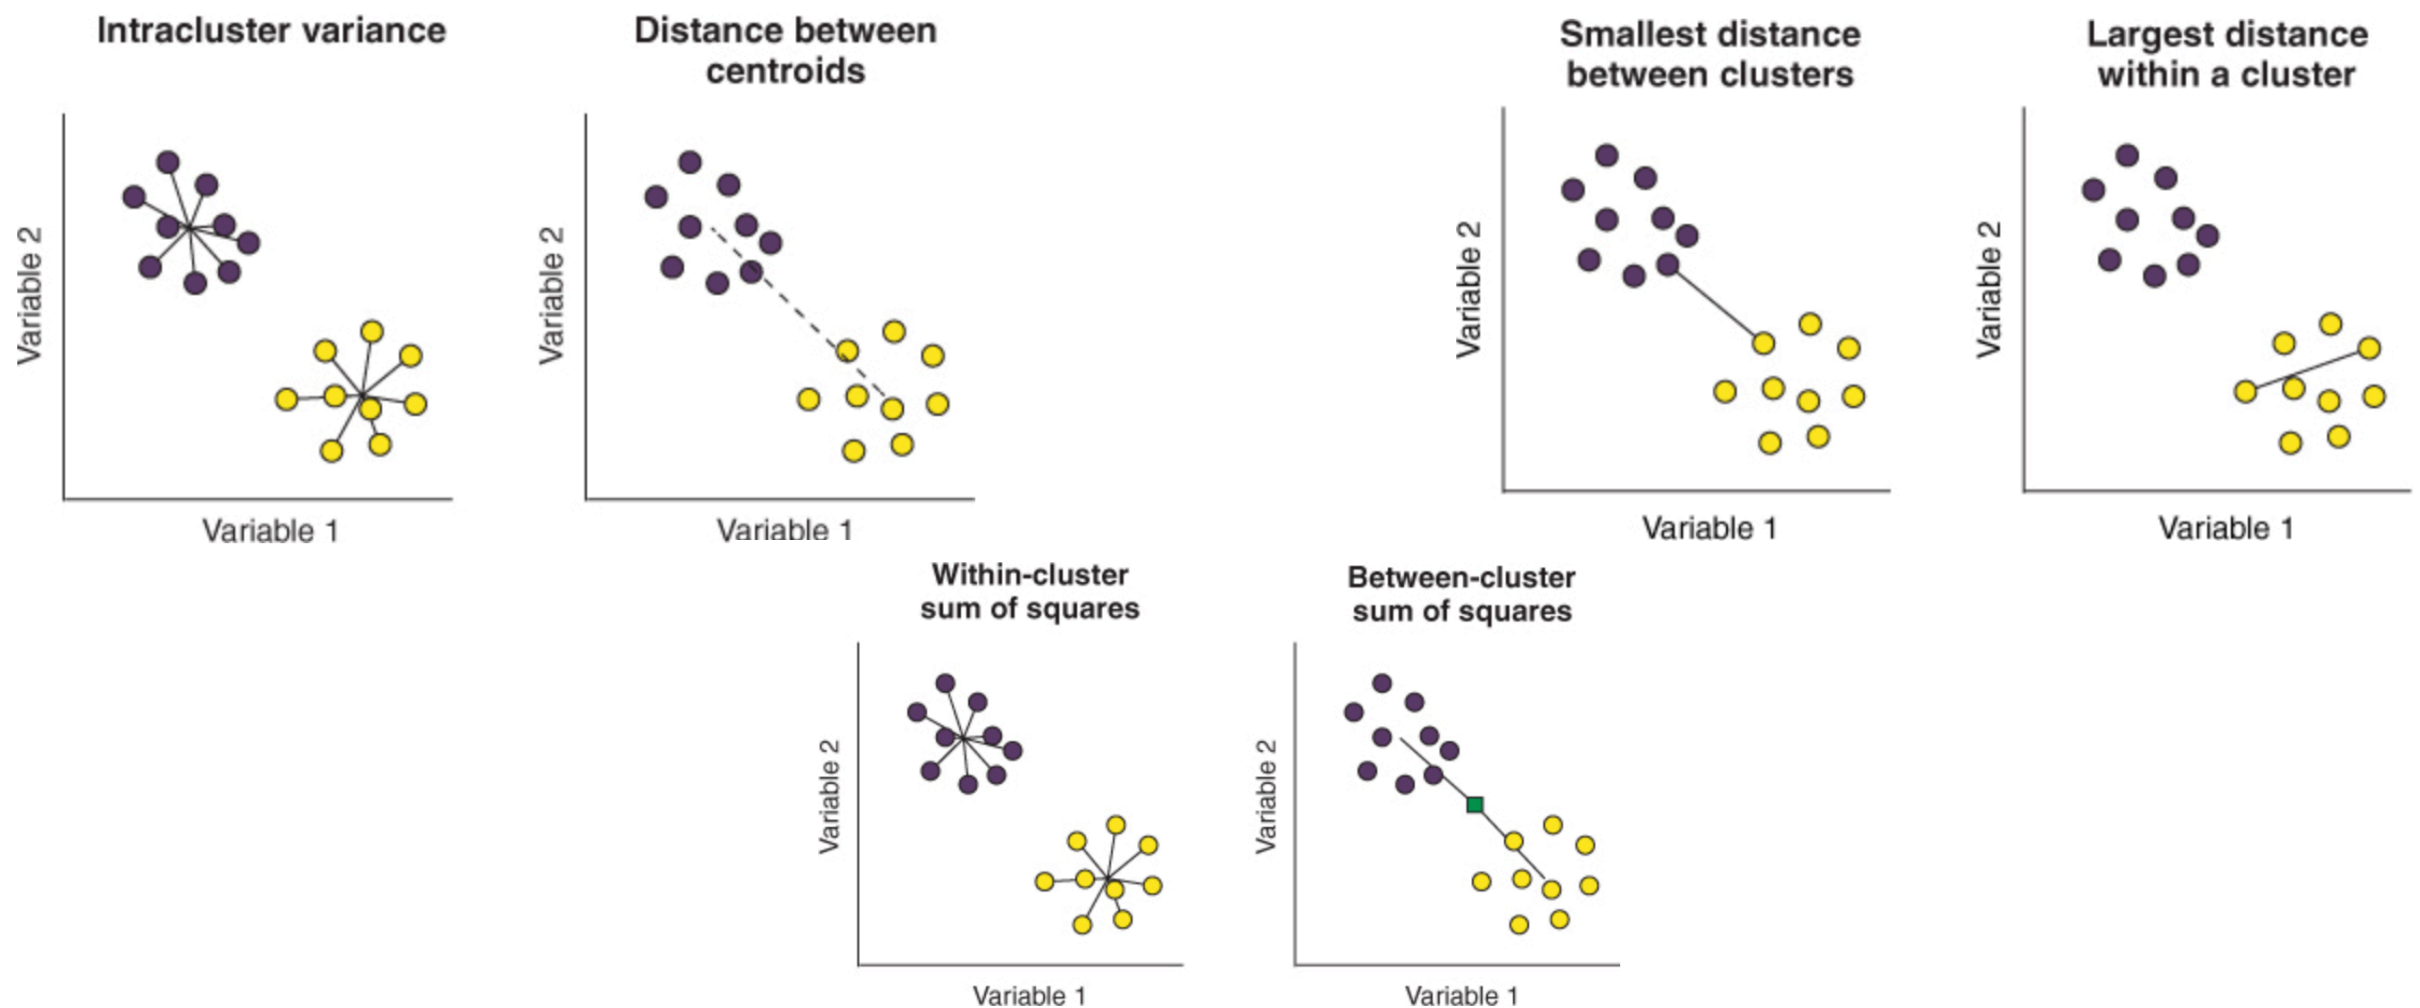 Intracluster variance
Variable 2
Variable 1
Distance between
centroids
Variable 2
Variable 1
Smallest distance
between clusters
Variable 2
Variable 1
Largest distance
within a cluster
Variable 2
Variable 1
Within-cluster
sum of squares
Variable 2
Variable 1
Between-cluster
sum of squares
Variable 2
Variable 1